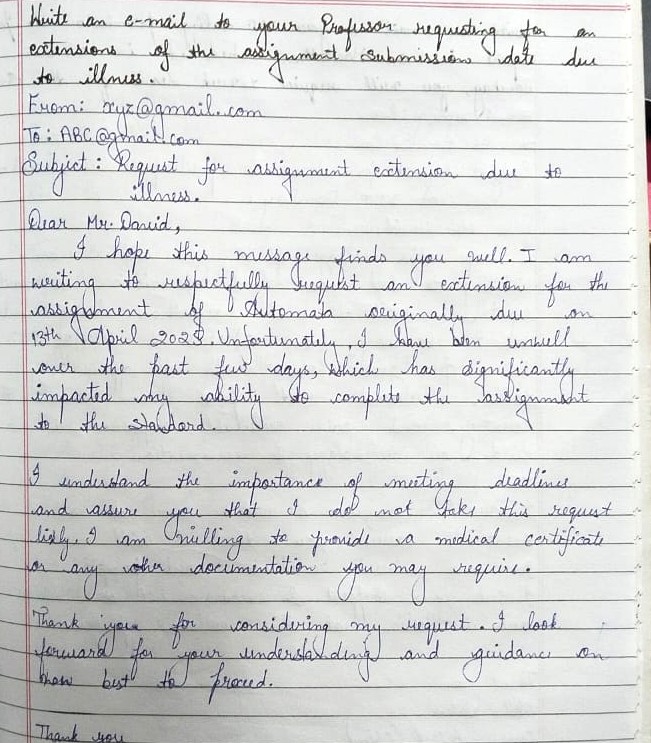 Write an e-mail to your Professor requesting for an
extensions of the assignment submission date due
to illness.
From: xyz@gmail.com
To: ABC@gmail.com
Subject: Request for assignment extension due to
illness.
Dear Mr. David,
I hope this message finds you well. I am
writing to respectfully request an extension for the
assignment of Automata originally due on
13th April 2025. Unfortunately, I have been unwell
over the past few days, which has significantly
impacted my ability to complete the assignment
to the standard.
I understand the importance of meeting deadlines
and assure you that I do not take this request
I am willing to provide a medical certificate
or any other documentation you may require.
Thank you for considering my request. I look
forward for your understanding and guidance on
how best to proceed.
Thank you